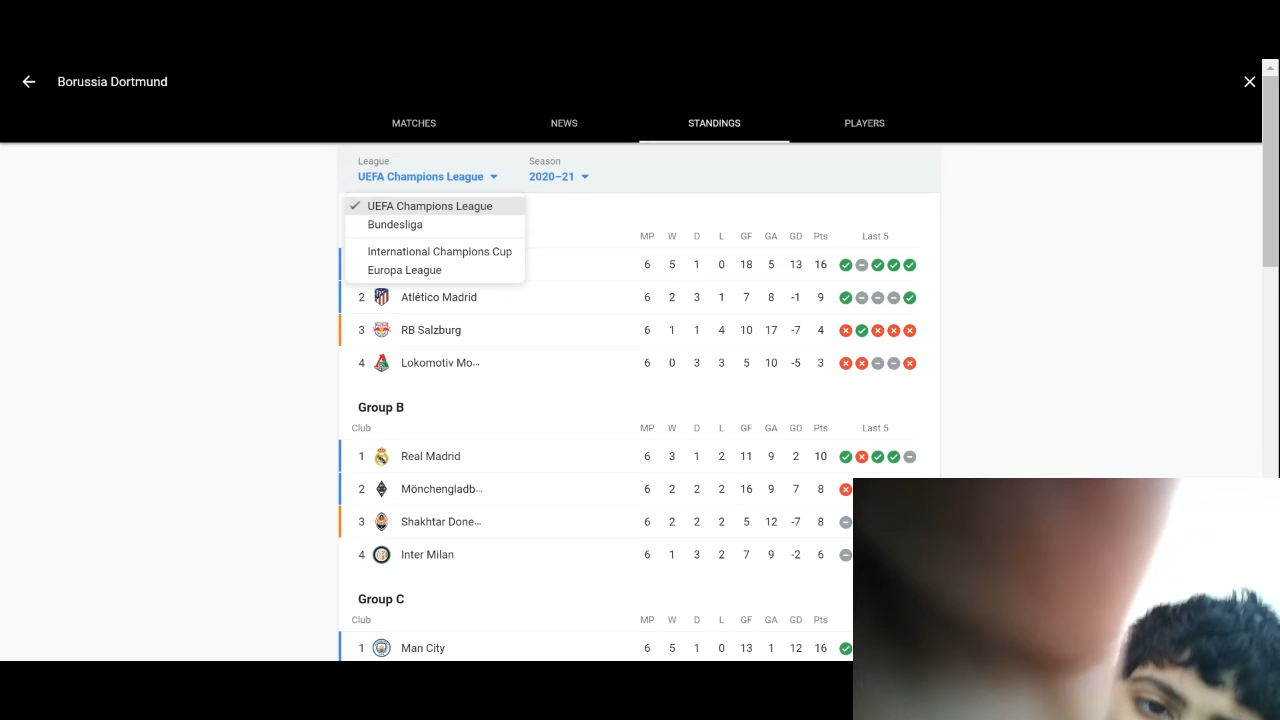 Borussia Dortmund
MATCHES NEWS STANDINGS PLAYERS
League Season
UEFA Champions League 2020–21
UEFA Champions League
Bundesliga
International Champions Cup
Europa League
MP W D L GF GA GD Pts Last 5
6 5 1 0 18 5 13 16
2 Atlético Madrid 6 2 3 1 7 8 -1 9
3 RB Salzburg 6 1 1 4 10 17 -7 4
4 Lokomotiv Mo... 6 0 3 3 5 10 -5 3
Group B
Club MP W D L GF GA GD Pts Last 5
1 Real Madrid 6 3 1 2 11 9 2 10
2 Mönchengladb... 6 2 2 2 16 9 7 8
3 Shakhtar Done... 6 2 2 2 5 12 -7 8
4 Inter Milan 6 1 3 2 7 9 -2 6
Group C
Club MP W D L GF GA GD Pts
1 Man City 6 5 1 0 13 1 12 16